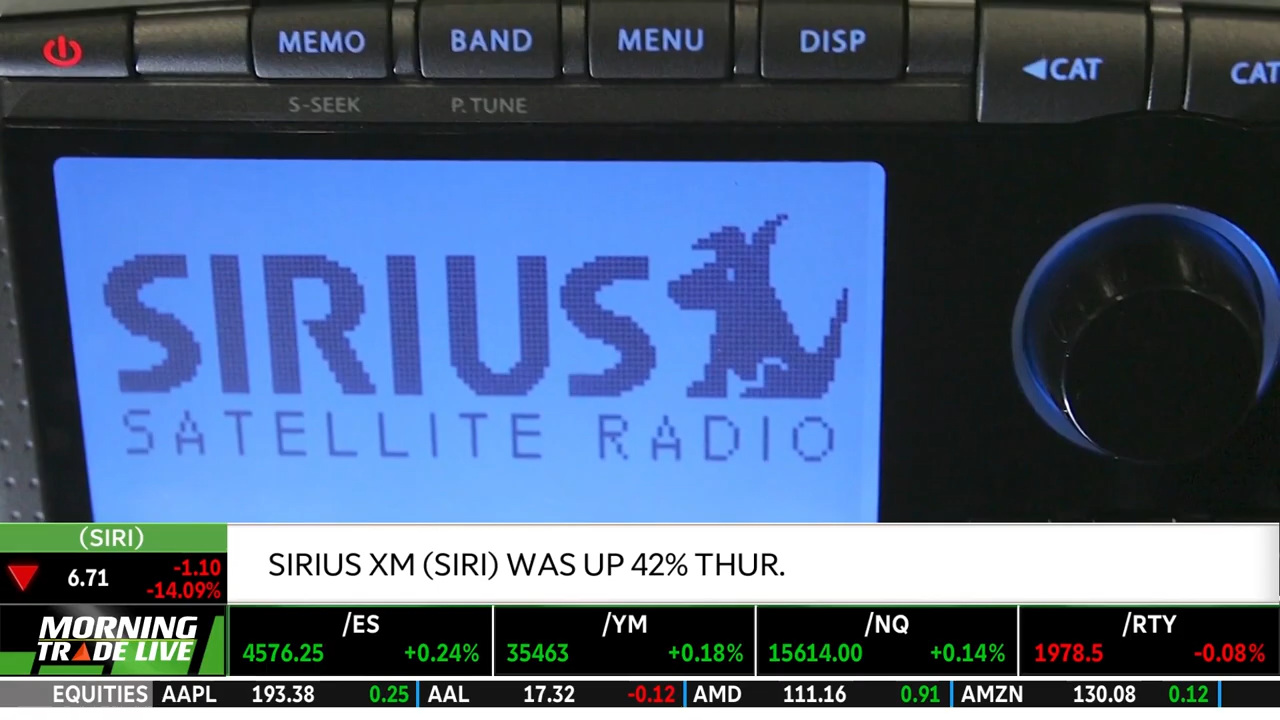 MEMO BAND MENU DISP ◀CAT CAT
S-SEEK P. TUNE
SIRIUS
SATELLITE RADIO
(SIRI)
6.71 -1.10
-14.09%
SIRIUS XM (SIRI) WAS UP 42% THUR.
MORNING
TRADE LIVE
/ES /YM /NQ /RTY
4576.25 +0.24% 35463 +0.18% 15614.00 +0.14% 1978.5 -0.08%
EQUITIES AAPL 193.38 0.25 AAL 17.32 -0.12 AMD 111.16 0.91 AMZN 130.08 0.12